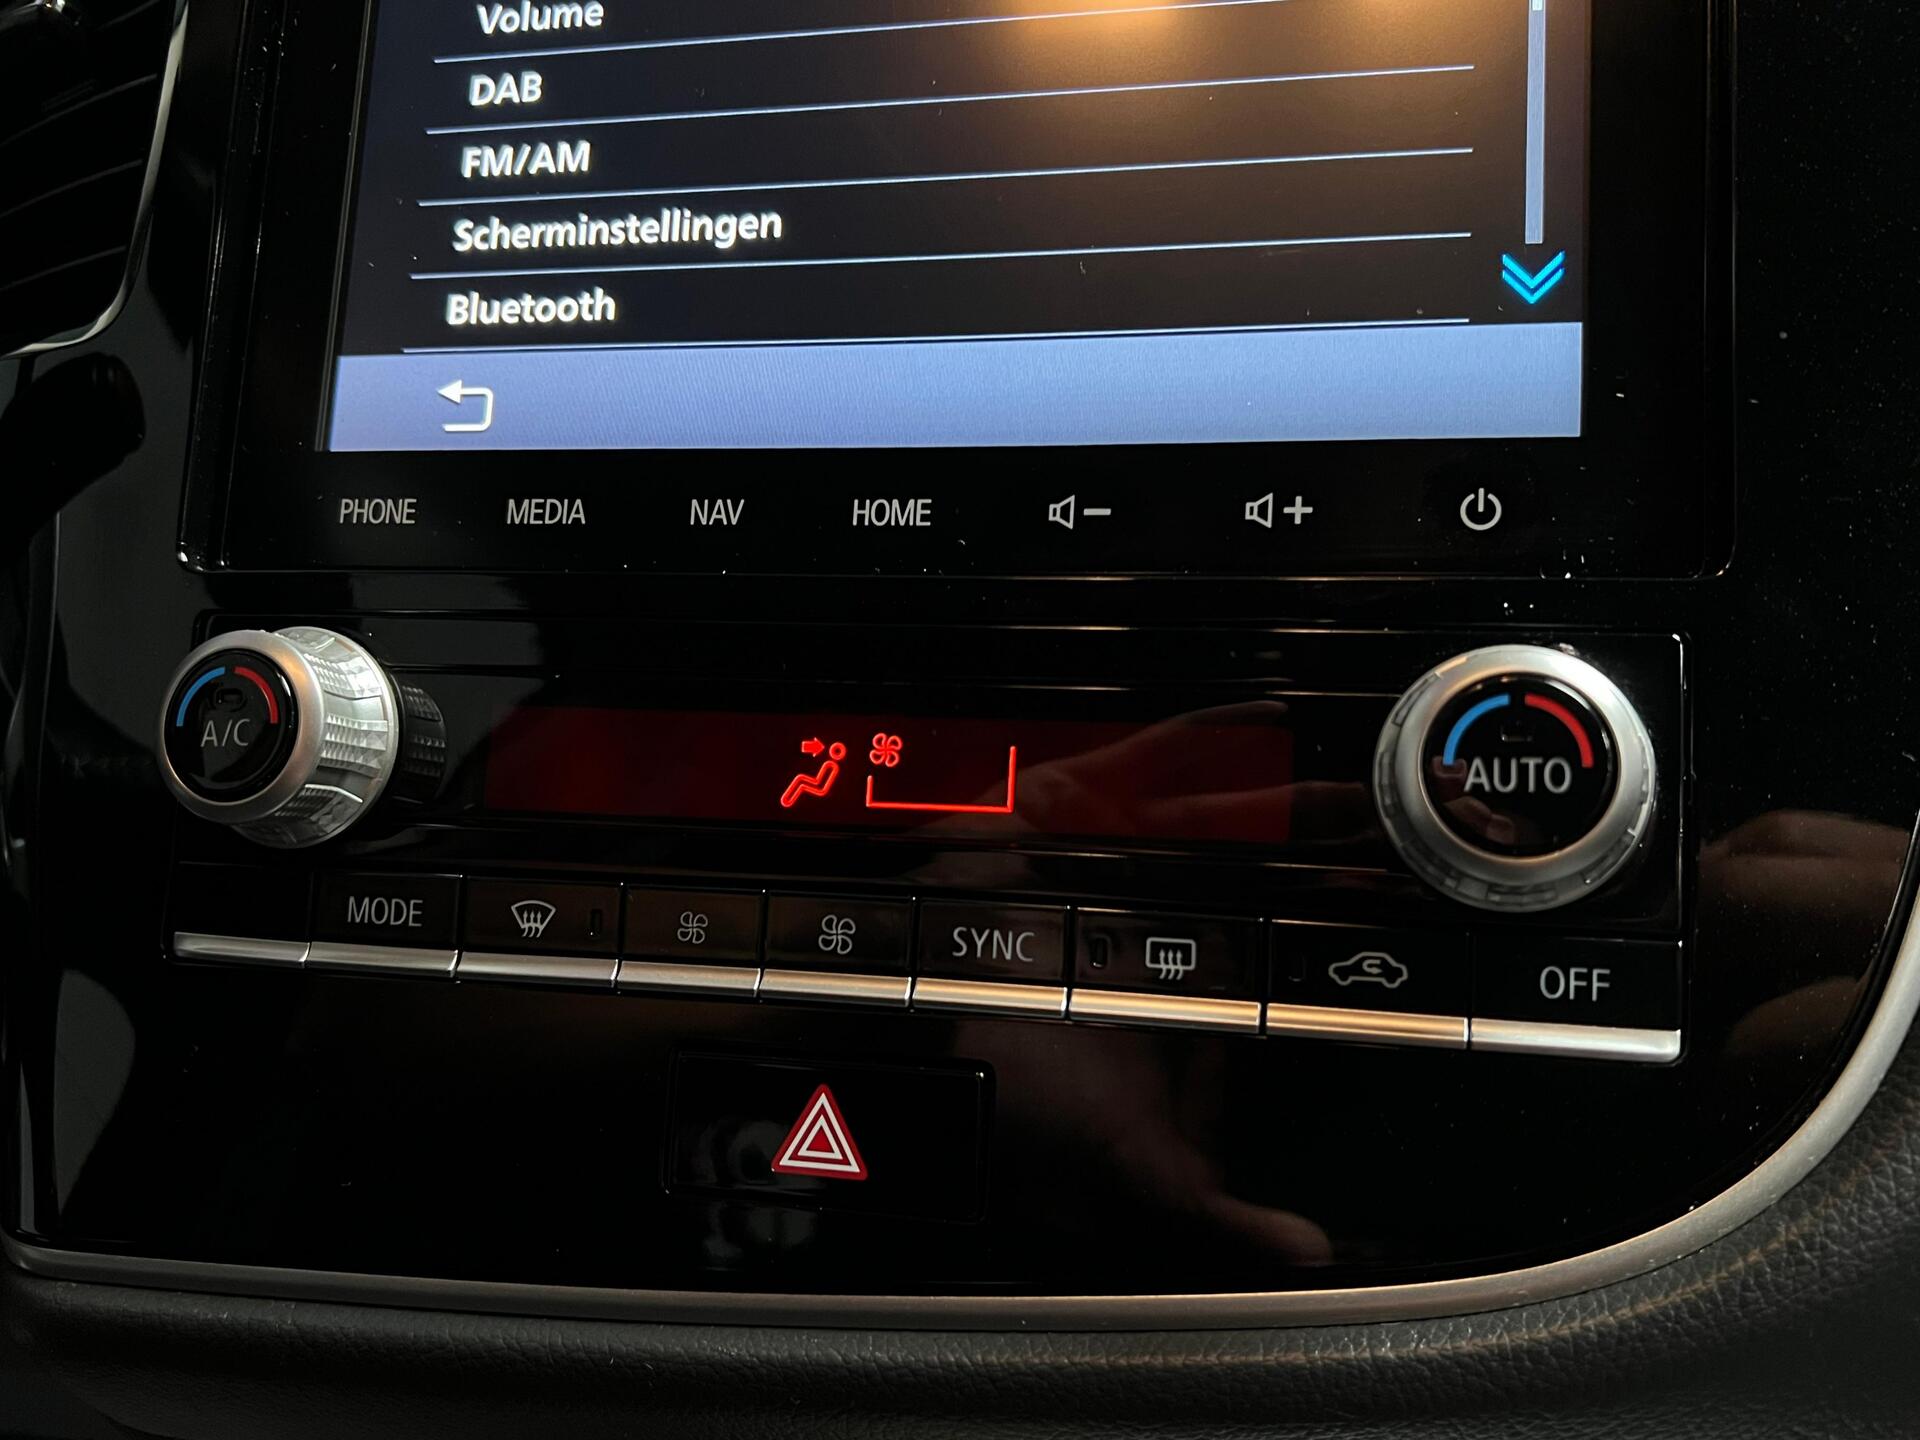 Volume
DAB
FM/AM
Scherminstellingen
Bluetooth
PHONE MEDIA NAV HOME
A/C
AUTO
MODE SYNC OFF